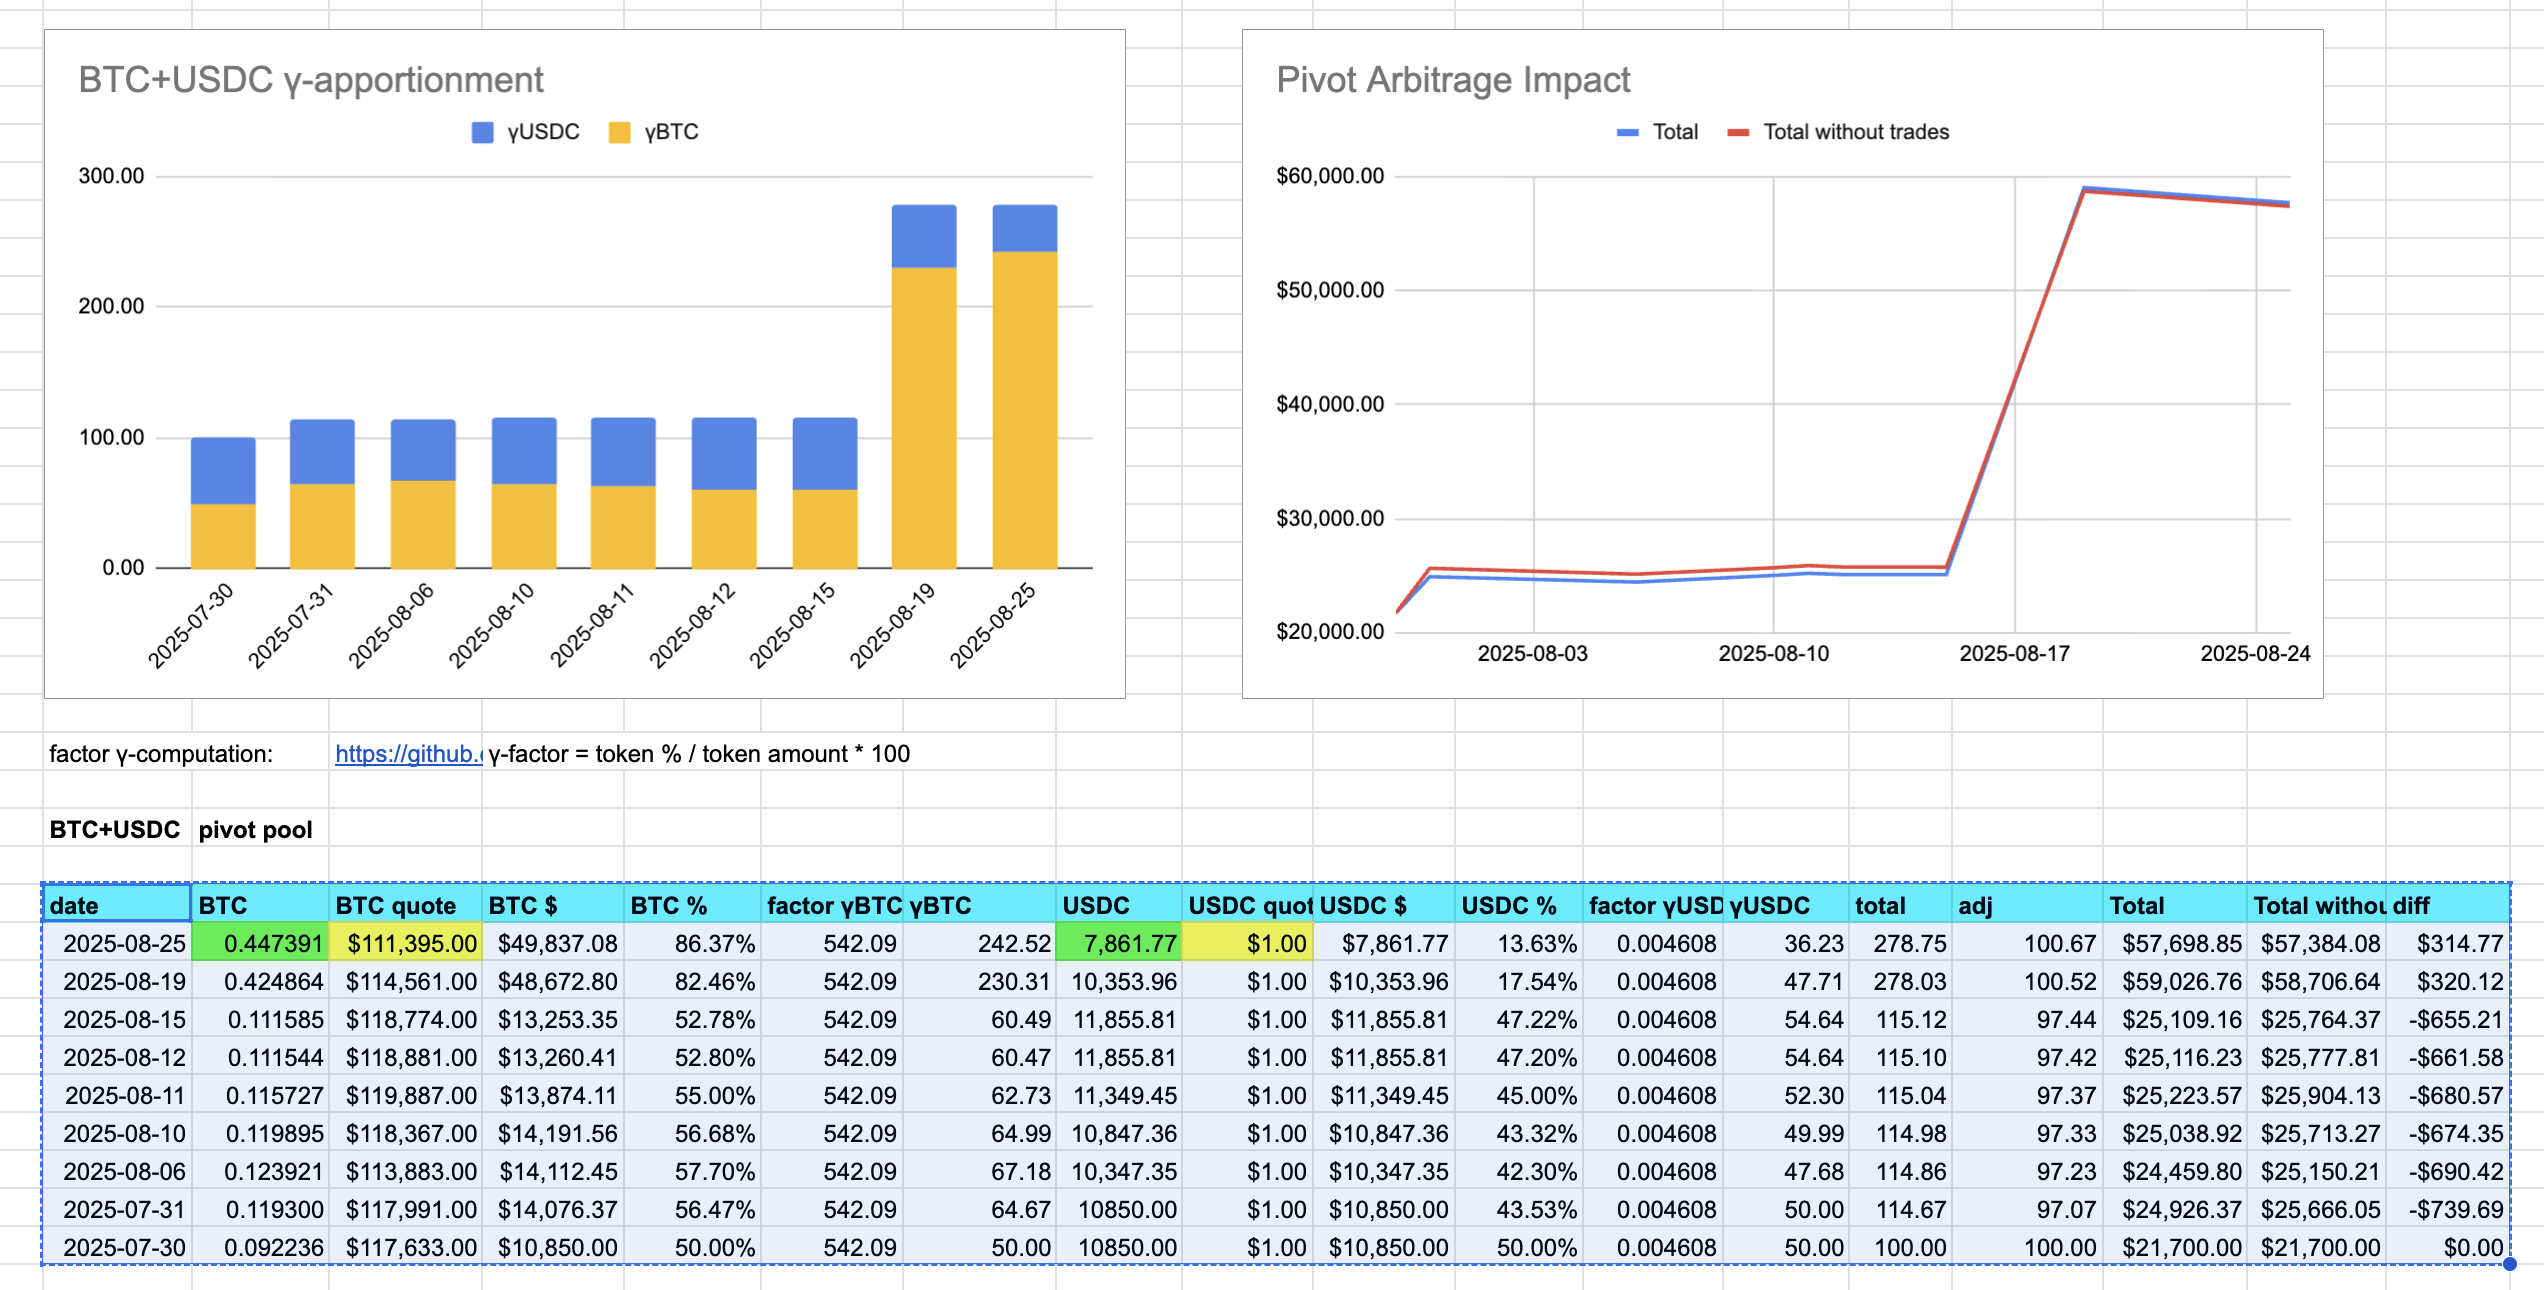 BTC+USDC γ-apportionment
γUSDC γBTC
300.00
200.00
100.00
0.00
2025-07-30 2025-07-31 2025-08-06 2025-08-10 2025-08-11 2025-08-12 2025-08-15 2025-08-19 2025-08-25
Pivot Arbitrage Impact
Total Total without trades
$60,000.00
$50,000.00
$40,000.00
$30,000.00
$20,000.00
2025-08-03 2025-08-10 2025-08-17 2025-08-24
factor γ-computation: https://github. γ-factor = token % / token amount * 100
BTC+USDC pivot pool
date BTC BTC quote BTC $ BTC % factor γBTC γBTC USDC USDC quot USDC $ USDC % factor γUSD γUSDC total adj Total Total withou diff
2025-08-25 0.447391 $111,395.00 $49,837.08 86.37% 542.09 242.52 7,861.77 $1.00 $7,861.77 13.63% 0.004608 36.23 278.75 100.67 $57,698.85 $57,384.08 $314.77
2025-08-19 0.424864 $114,561.00 $48,672.80 82.46% 542.09 230.31 10,353.96 $1.00 $10,353.96 17.54% 0.004608 47.71 278.03 100.52 $59,026.76 $58,706.64 $320.12
2025-08-15 0.111585 $118,774.00 $13,253.35 52.78% 542.09 60.49 11,855.81 $1.00 $11,855.81 47.22% 0.004608 54.64 115.12 97.44 $25,109.16 $25,764.37 -$655.21
2025-08-12 0.111544 $118,881.00 $13,260.41 52.80% 542.09 60.47 11,855.81 $1.00 $11,855.81 47.20% 0.004608 54.64 115.10 97.42 $25,116.23 $25,777.81 -$661.58
2025-08-11 0.115727 $119,887.00 $13,874.11 55.00% 542.09 62.73 11,349.45 $1.00 $11,349.45 45.00% 0.004608 52.30 115.04 97.37 $25,223.57 $25,904.13 -$680.57
2025-08-10 0.119895 $118,367.00 $14,191.56 56.68% 542.09 64.99 10,847.36 $1.00 $10,847.36 43.32% 0.004608 49.99 114.98 97.33 $25,038.92 $25,713.27 -$674.35
2025-08-06 0.123921 $113,883.00 $14,112.45 57.70% 542.09 67.18 10,347.35 $1.00 $10,347.35 42.30% 0.004608 47.68 114.86 97.23 $24,459.80 $25,150.21 -$690.42
2025-07-31 0.119300 $117,991.00 $14,076.37 56.47% 542.09 64.67 10850.00 $1.00 $10,850.00 43.53% 0.004608 50.00 114.67 97.07 $24,926.37 $25,666.05 -$739.69
2025-07-30 0.092236 $117,633.00 $10,850.00 50.00% 542.09 50.00 10850.00 $1.00 $10,850.00 50.00% 0.004608 50.00 100.00 100.00 $21,700.00 $21,700.00 $0.00